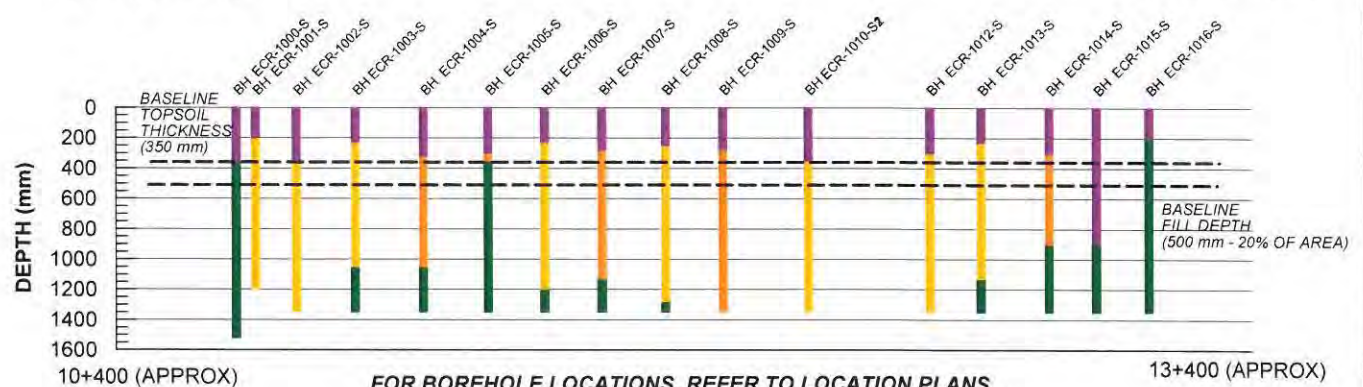 BH ECR-1000-S
BH ECR-1001-S
BH ECR-1002-S
BH ECR-1003-S
BH ECR-1004-S
BH ECR-1005-S
BH ECR-1006-S
BH ECR-1007-S
BH ECR-1008-S
BH ECR-1009-S
BH ECR-1010-S2
BH ECR-1012-S
BH ECR-1013-S
BH ECR-1014-S
BH ECR-1015-S
BH ECR-1016-S
DEPTH (mm)
0
200
400
600
800
1000
1200
1400
1600
BASELINE
TOPSOIL
THICKNESS
(350 mm)
BASELINE
FILL DEPTH
(500 mm - 20% OF AREA)
10+400 (APPROX)
13+400 (APPROX)
FOR BOREHOLE LOCATIONS, REFER TO LOCATION PLANS